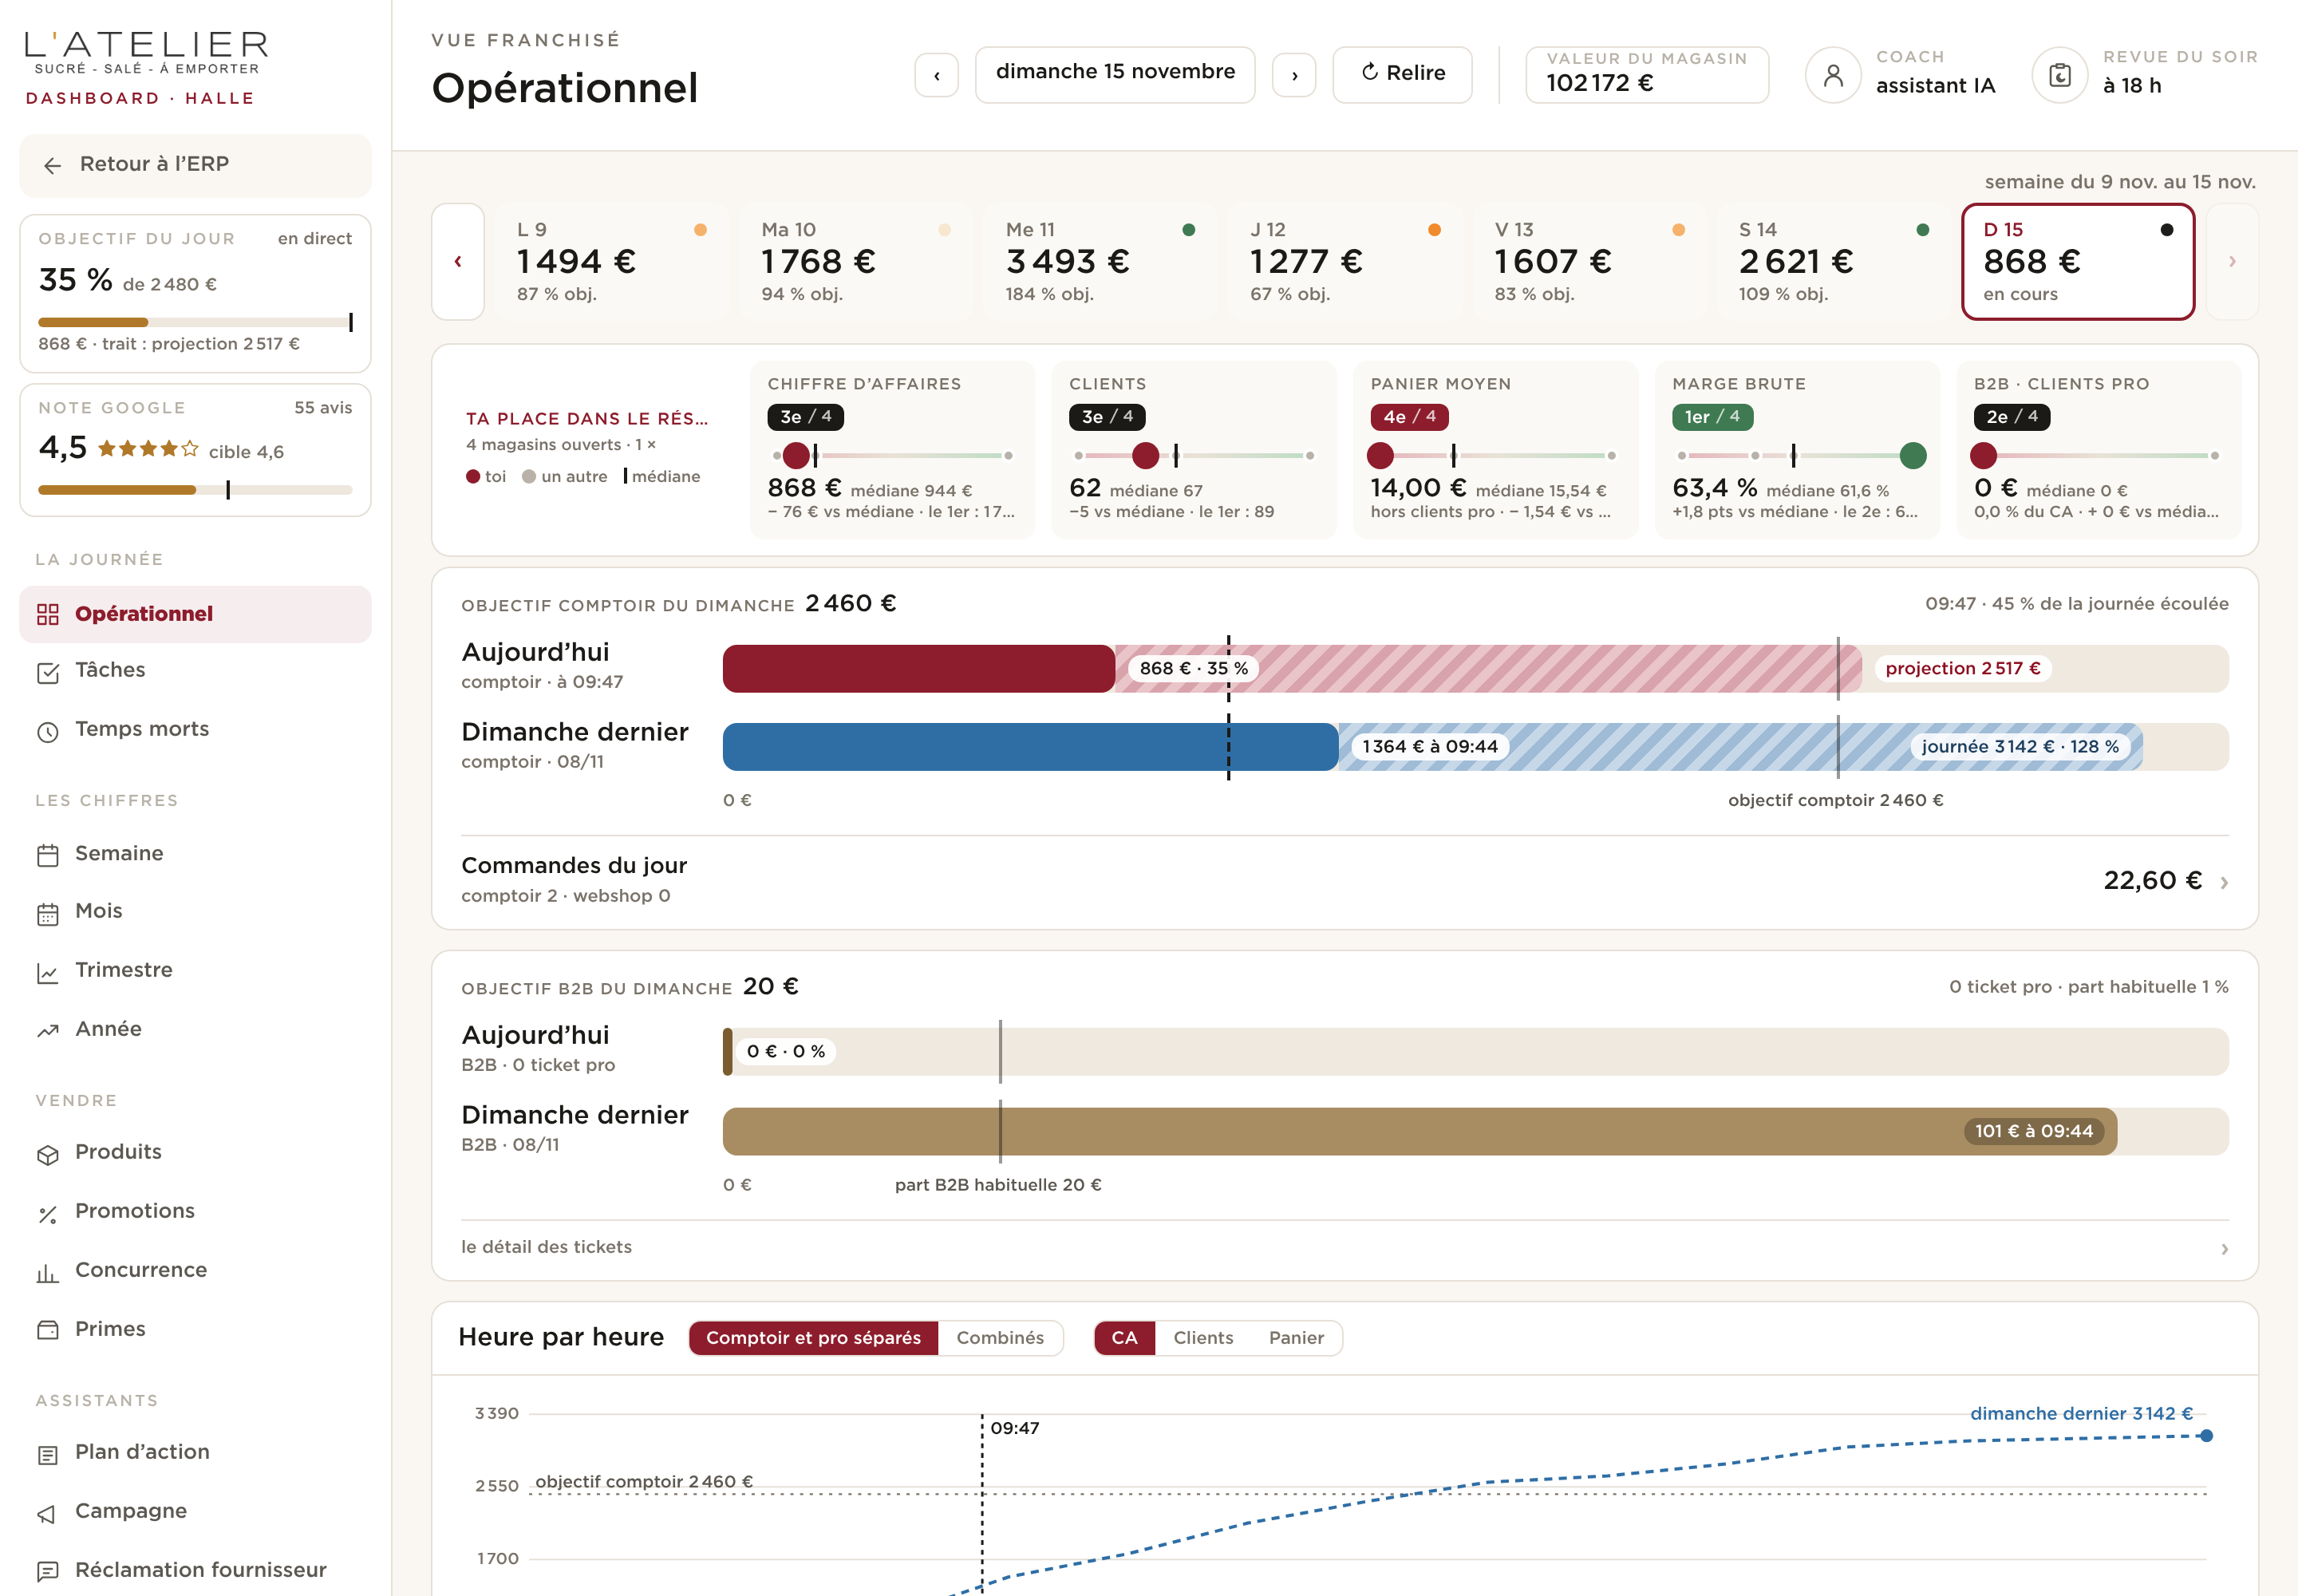 L'ATELIER
SUCRÉ - SALÉ - À EMPORTER
DASHBOARD · HALLE
Retour à l’ERP
OBJECTIF DU JOUR en direct
35 % de 2 480 €
868 € · trait : projection 2 517 €
NOTE GOOGLE 55 avis
4,5 cible 4,6
LA JOURNÉE
Opérationnel
Tâches
Temps morts
LES CHIFFRES
Semaine
Mois
Trimestre
Année
VENDRE
Produits
Promotions
Concurrence
Primes
ASSISTANTS
Plan d’action
Campagne
Réclamation fournisseur
VUE FRANCHISÉ
Opérationnel
‹ dimanche 15 novembre › Relire
VALEUR DU MAGASIN
102 172 €
COACH
assistant IA
REVUE DU SOIR
à 18 h
semaine du 9 nov. au 15 nov.
L 9
1 494 €
87 % obj.
Ma 10
1 768 €
94 % obj.
Me 11
3 493 €
184 % obj.
J 12
1 277 €
67 % obj.
V 13
1 607 €
83 % obj.
S 14
2 621 €
109 % obj.
D 15
868 €
en cours
TA PLACE DANS LE RÉS…
4 magasins ouverts · 1 ×
toi un autre médiane
CHIFFRE D’AFFAIRES
3e / 4
868 € médiane 944 €
− 76 € vs médiane · le 1er : 1 7…
CLIENTS
3e / 4
62 médiane 67
−5 vs médiane · le 1er : 89
PANIER MOYEN
4e / 4
14,00 € médiane 15,54 €
hors clients pro · − 1,54 € vs …
MARGE BRUTE
1er / 4
63,4 % médiane 61,6 %
+1,8 pts vs médiane · le 2e : 6…
B2B · CLIENTS PRO
2e / 4
0 € médiane 0 €
0,0 % du CA · + 0 € vs média…
OBJECTIF COMPTOIR DU DIMANCHE 2 460 €
09:47 · 45 % de la journée écoulée
Aujourd’hui
comptoir · à 09:47
868 € · 35 %
projection 2 517 €
Dimanche dernier
comptoir · 08/11
1 364 € à 09:44
journée 3 142 € · 128 %
0 €
objectif comptoir 2 460 €
Commandes du jour
comptoir 2 · webshop 0
22,60 € ›
OBJECTIF B2B DU DIMANCHE 20 €
0 ticket pro · part habituelle 1 %
Aujourd’hui
B2B · 0 ticket pro
0 € · 0 %
Dimanche dernier
B2B · 08/11
101 € à 09:44
0 €
part B2B habituelle 20 €
le détail des tickets ›
Heure par heure Comptoir et pro séparés Combinés CA Clients Panier
3 390
09:47
dimanche dernier 3 142 €
2 550
objectif comptoir 2 460 €
1 700